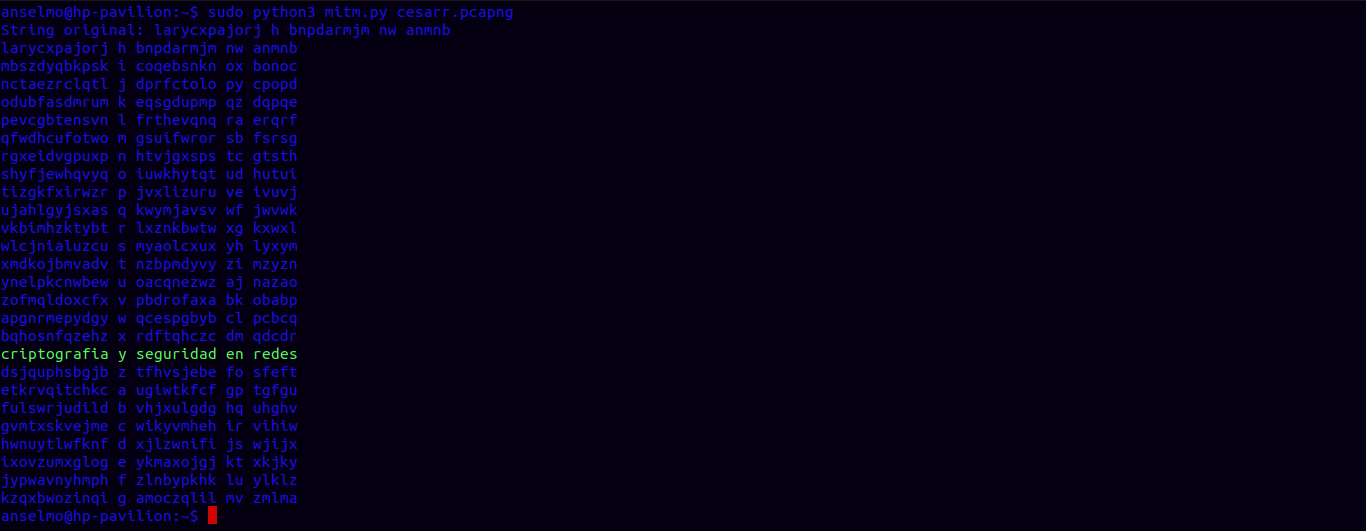 anselmo@hp-pavilion:~$ sudo python3 mitm.py cesarr.pcapng
String original: larycxpajorj h bnpdarmjm nw anmnb
larycxpajorj h bnpdarmjm nw anmnb
mbszdyqbkpsk i coqebsnkn ox bonoc
nctaezrclqtl j dprfctolo py cpopd
odubfasdmrum k eqsgdupmp qz dqpqe
pevcgbtensvn l frthevqnq ra erqrf
qfwdhcufotwo m gsuifwror sb fsrsg
rgxeidvgpuxp n htvjgxsps tc gtsth
shyfjewhqvyq o iuwkhytqt ud hutui
tizgkfxirwzr p jvxlizuru ve ivuvj
ujahlgyjsxas q kwymjavsv wf jwvwk
vkbimhzktybt r lxznkbwtw xg kxwxl
wlcjnialuzcu s myaolcxux yh lyxym
xmdkojbmvadv t nzbpmdyvy zi mzyzn
ynelpkcnwbew u oacqnezwz aj nazao
zofmqldoxcfx v pbdrofaxa bk obabp
apgnrmepydgy w qcespgbyb cl pcbcq
bqhosnfqzehz x rdftqhczc dm qdcdr
criptografia y seguridad en redes
dsjquphsbgjb z tfhvsjebe fo sfeft
etkrvqitchkc a ugiwtkfcf gp tgfgu
fulswrjudild b vhjxulgdg hq uhghv
gvmtxskvejme c wikyvmheh ir vihiw
hwnuytlwfknf d xjlzwnifi js wjijx
ixovzumxglog e ykmaxojgj kt xkjky
jypwavnyhmph f zlnbypkhk lu ylklz
kzqxbwozinqi g amoczqlil mv zmlma
anselmo@hp-pavilion:~$